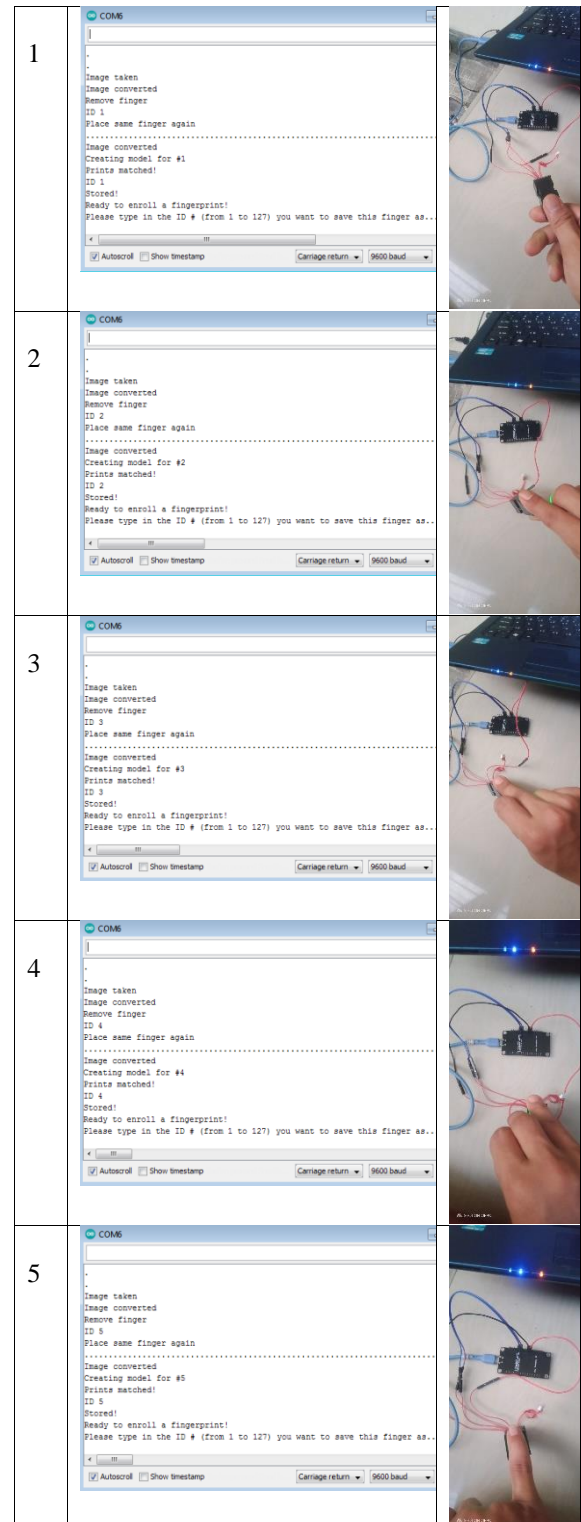 1
COM6
.
.
Image taken
Image converted
Remove finger
ID 1
Place same finger again
................................................................................
Image converted
Creating model for #1
Prints matched!
ID 1
Stored!
Ready to enroll a fingerprint!
Please type in the ID # (from 1 to 127) you want to save this finger as...
Autoscroll Show timestamp Carriage return 9600 baud
2
COM6
.
.
Image taken
Image converted
Remove finger
ID 2
Place same finger again
................................................................................
Image converted
Creating model for #2
Prints matched!
ID 2
Stored!
Ready to enroll a fingerprint!
Please type in the ID # (from 1 to 127) you want to save this finger as..
Autoscroll Show timestamp Carriage return 9600 baud
3
COM6
.
.
Image taken
Image converted
Remove finger
ID 3
Place same finger again
................................................................................
Image converted
Creating model for #3
Prints matched!
ID 3
Stored!
Ready to enroll a fingerprint!
Please type in the ID # (from 1 to 127) you want to save this finger as..
Autoscroll Show timestamp Carriage return 9600 baud
4
COM6
.
.
Image taken
Image converted
Remove finger
ID 4
Place same finger again
................................................................................
Image converted
Creating model for #4
Prints matched!
ID 4
Stored!
Ready to enroll a fingerprint!
Please type in the ID # (from 1 to 127) you want to save this finger as..
Autoscroll Show timestamp Carriage return 9600 baud
5
COM6
.
.
Image taken
Image converted
Remove finger
ID 5
Place same finger again
................................................................................
Image converted
Creating model for #5
Prints matched!
ID 5
Stored!
Ready to enroll a fingerprint!
Please type in the ID # (from 1 to 127) you want to save this finger as..
Autoscroll Show timestamp Carriage return 9600 baud